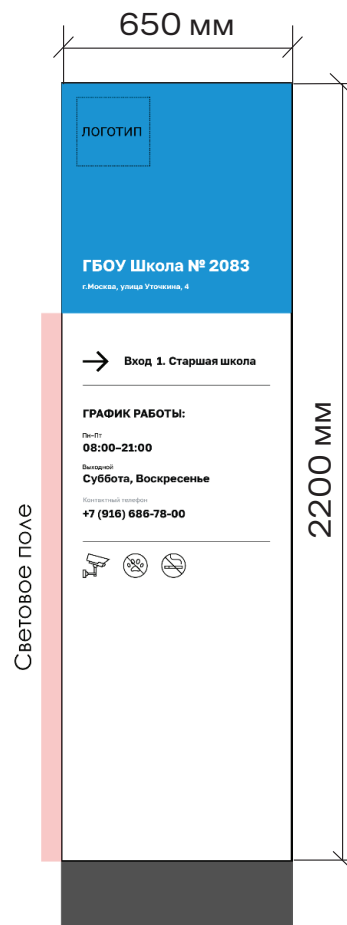 650 мм
ЛОГОТИП
ГБОУ Школа № 2083
г.Москва, улица Уточкина, 4
Вход 1. Старшая школа
ГРАФИК РАБОТЫ:
Пн–Пт
08:00–21:00
Выходной
Суббота, Воскресенье
Контактный телефон
+7 (916) 686-78-00
2200 мм
Световое поле